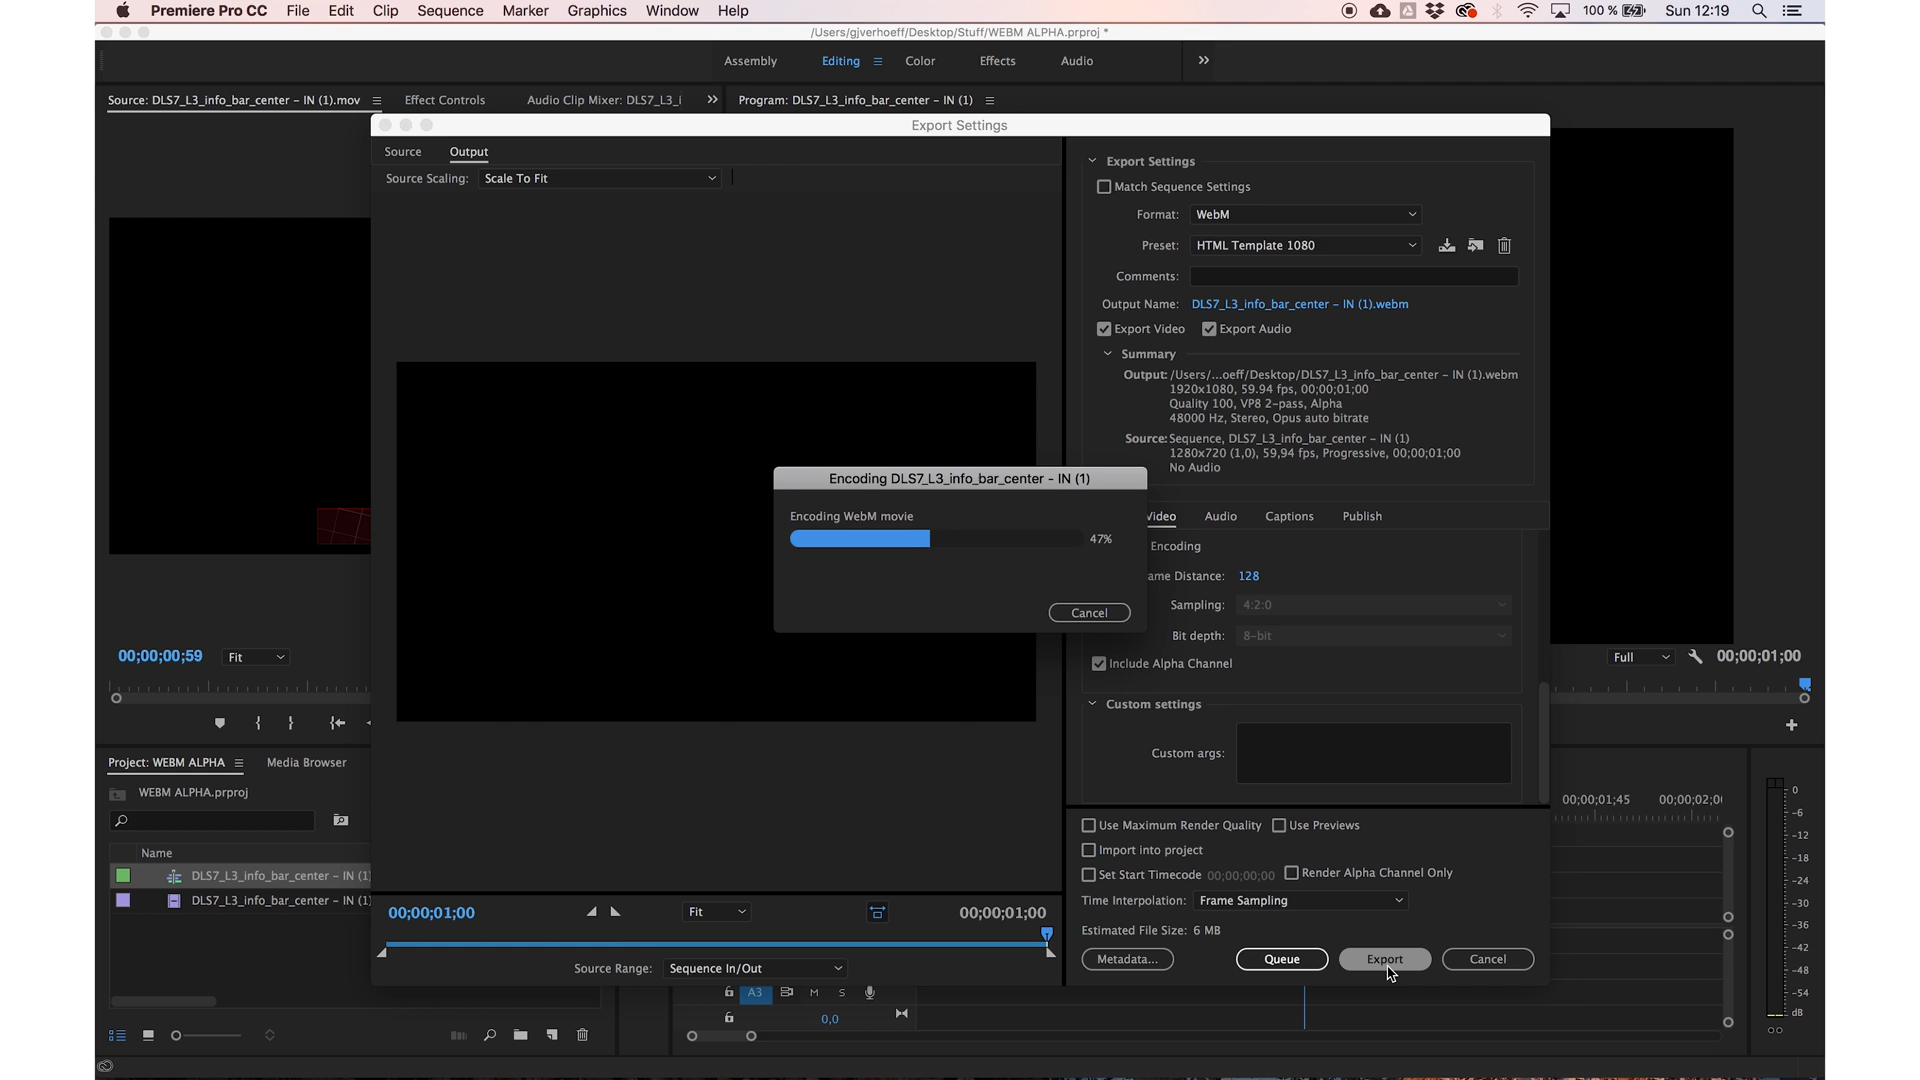 Premiere Pro CC File Edit Clip Sequence Marker Graphics Window Help 100 % Sun 12:19
/Users/gjverhoeff/Desktop/Stuff/WEBM ALPHA.prproj *
Assembly Editing Color Effects Audio
Source: DLS7_L3_info_bar_center – IN (1).mov Effect Controls Audio Clip Mixer: DLS7_L3_i Program: DLS7_L3_info_bar_center – IN (1)
Export Settings
Source Output
Source Scaling: Scale To Fit
Export Settings
Match Sequence Settings
Format: WebM
Preset: HTML Template 1080
Comments:
Output Name: DLS7_L3_info_bar_center – IN (1).webm
Export Video Export Audio
Summary
Output: /Users/...oeff/Desktop/DLS7_L3_info_bar_center – IN (1).webm
1920x1080, 59.94 fps, 00;00;01;00
Quality 100, VP8 2-pass, Alpha
48000 Hz, Stereo, Opus auto bitrate
Source: Sequence, DLS7_L3_info_bar_center – IN (1)
1280x720 (1,0), 59,94 fps, Progressive, 00;00;01;00
No Audio
Encoding DLS7_L3_info_bar_center – IN (1)
Encoding WebM movie
47%
Cancel
Video Audio Captions Publish
Encoding
ame Distance: 128
Sampling: 4:2:0
Bit depth: 8-bit
Include Alpha Channel
Custom settings
Custom args:
00;00;00;59 Fit
Full 00;00;01;00
Project: WEBM ALPHA Media Browser
WEBM ALPHA.prproj
Name
DLS7_L3_info_bar_center – IN (1)
DLS7_L3_info_bar_center – IN (1)
00;00;01;00 Fit 00;00;01;00
Source Range: Sequence In/Out
Use Maximum Render Quality Use Previews
Import into project
Set Start Timecode 00;00;00;00 Render Alpha Channel Only
Time Interpolation: Frame Sampling
Estimated File Size: 6 MB
Metadata... Queue Export Cancel
00;00;01;45 00;00;02;0
A3 M S
0,0
0
-6
-12
-18
-24
-30
-36
-42
-48
-54
dB